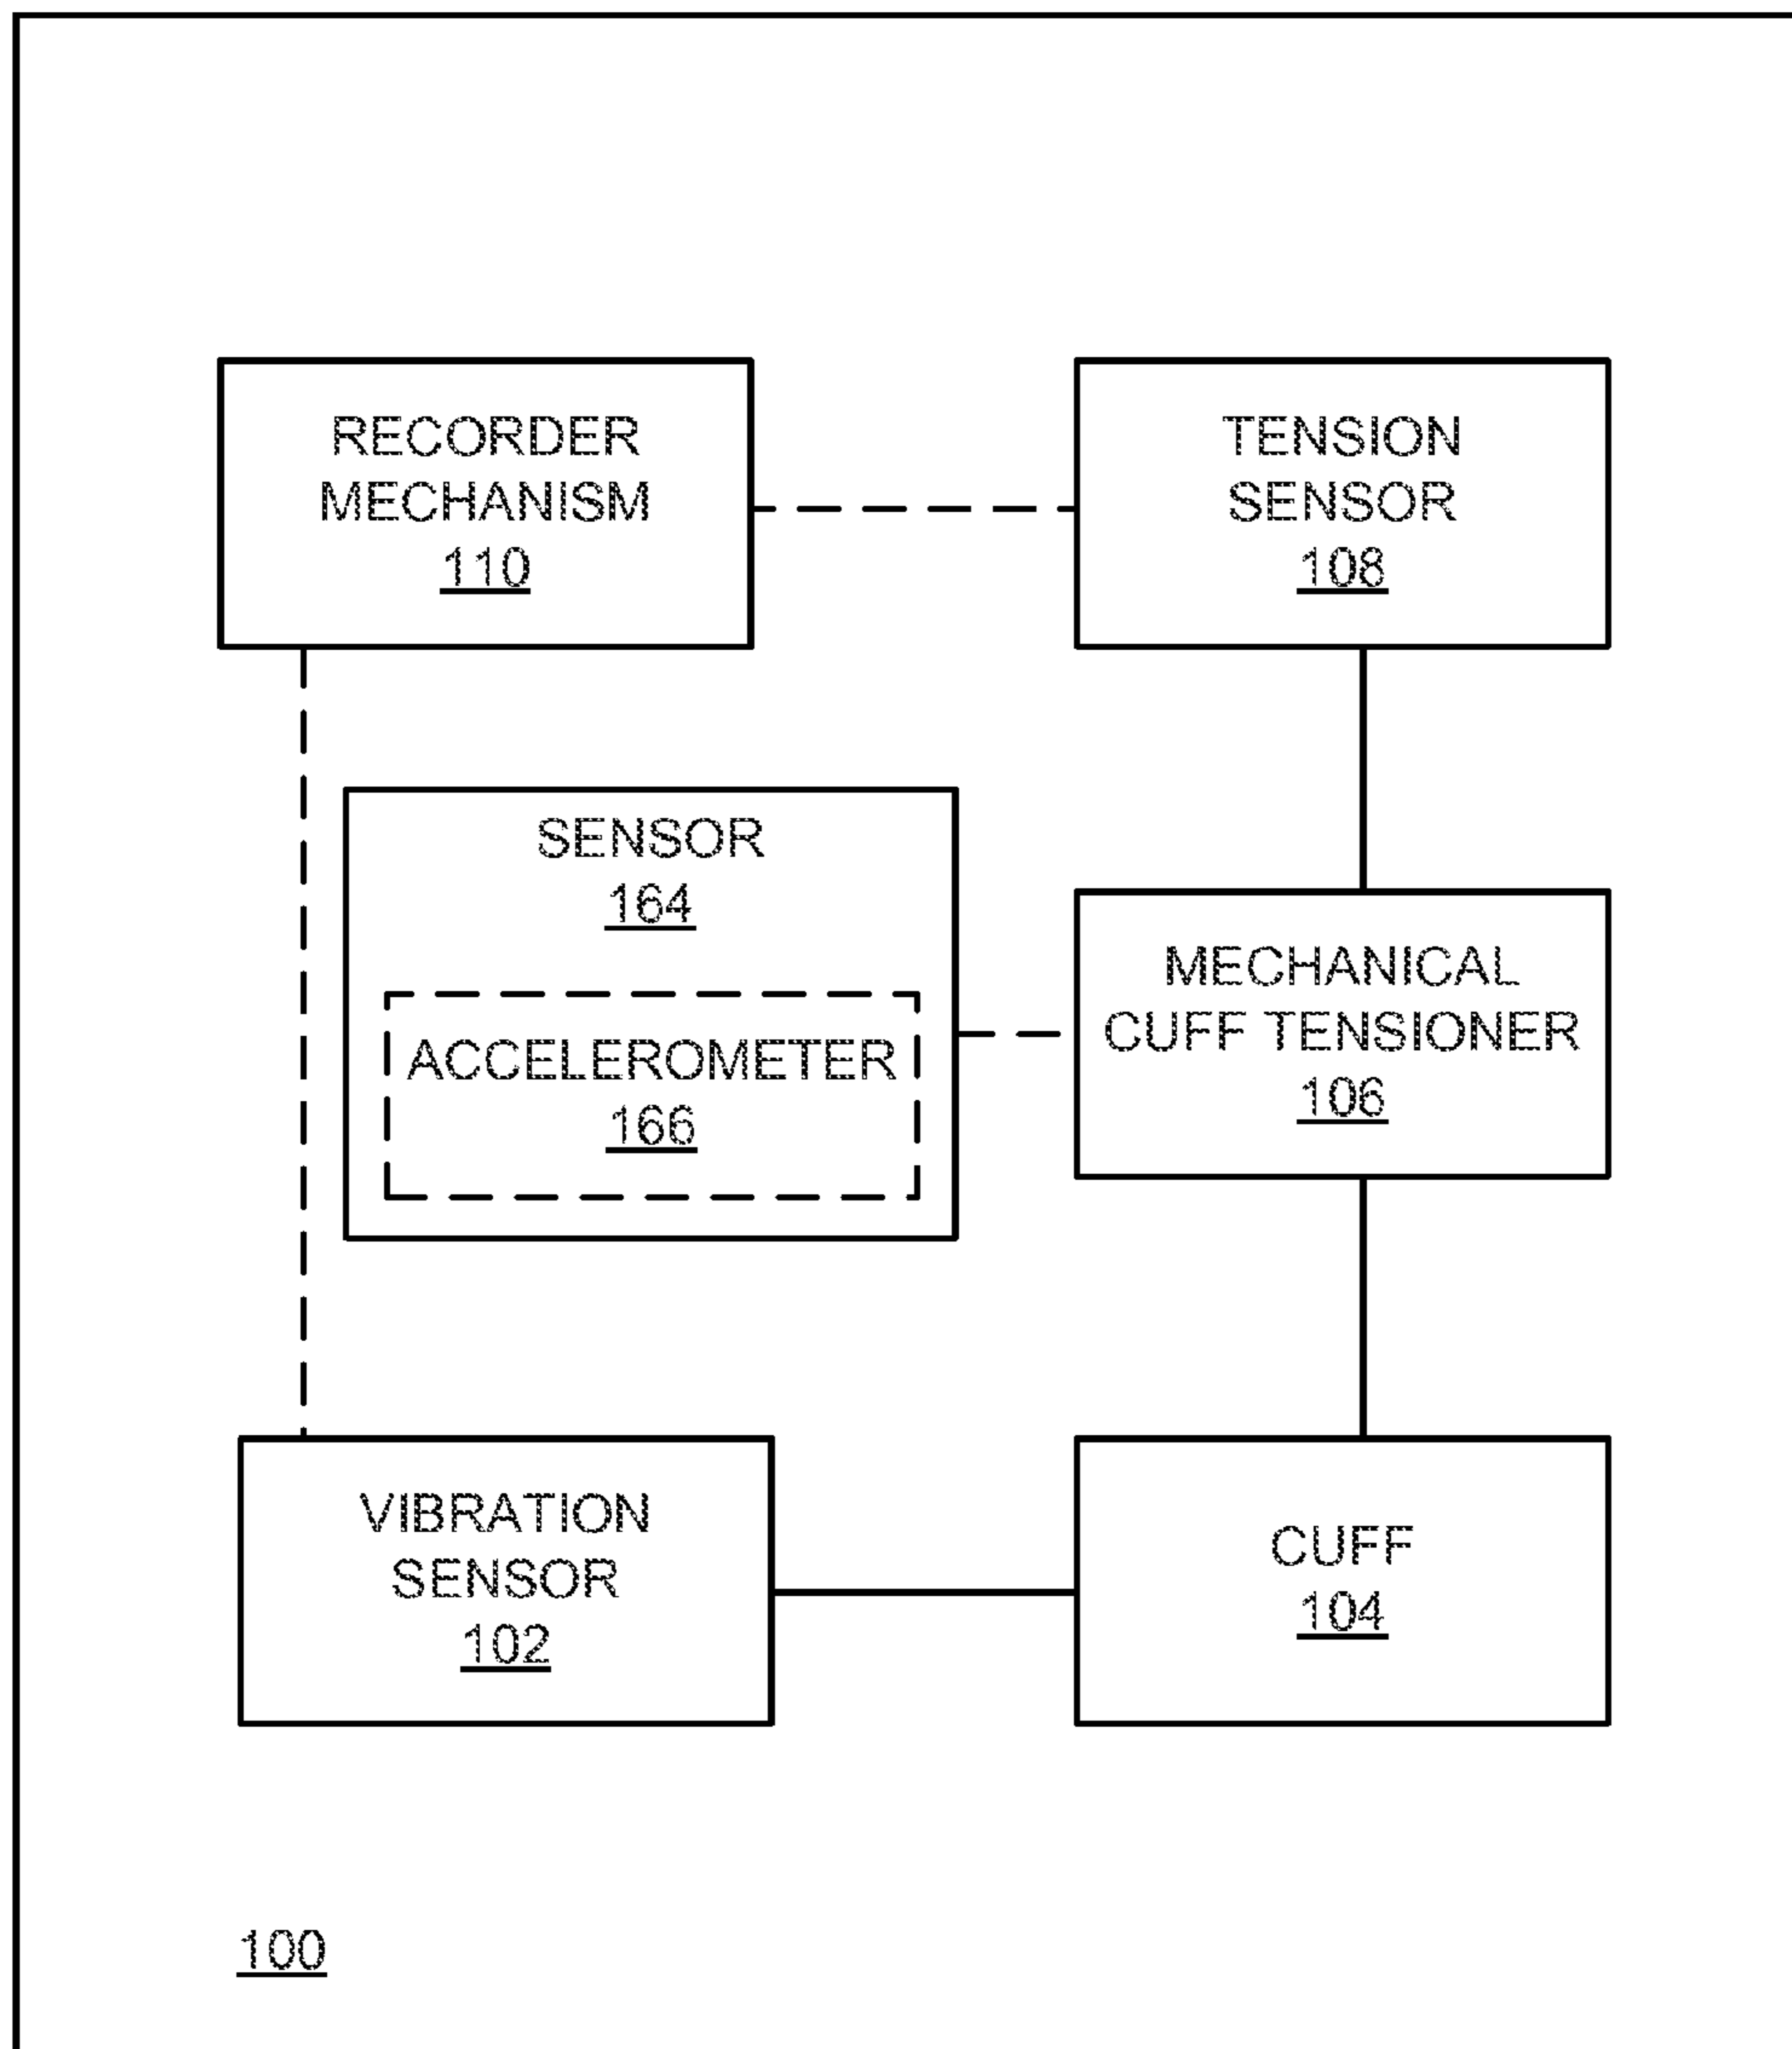 RECORDER
MECHANISM
110
TENSION
SENSOR
108
SENSOR
164
ACCELEROMETER
166
MECHANICAL
CUFF TENSIONER
106
VIBRATION
SENSOR
102
CUFF
104
100